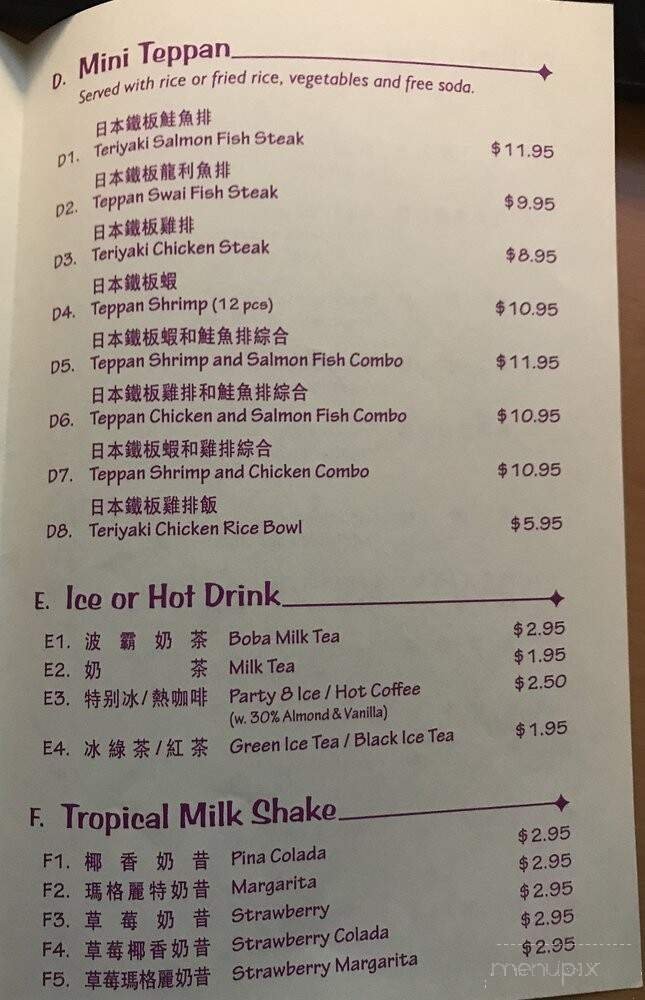 D. Mini Teppan
Served with rice or fried rice, vegetables and free soda.
日本鐵板鮭魚排
D1. Teriyaki Salmon Fish Steak $11.95
日本鐵板龍利魚排
D2. Teppan Swai Fish Steak $9.95
日本鐵板雞排
D3. Teriyaki Chicken Steak $8.95
日本鐵板蝦
D4. Teppan Shrimp (12 pcs) $10.95
日本鐵板蝦和鮭魚排綜合
D5. Teppan Shrimp and Salmon Fish Combo $11.95
日本鐵板雞排和鮭魚排綜合
D6. Teppan Chicken and Salmon Fish Combo $10.95
日本鐵板蝦和雞排綜合
D7. Teppan Shrimp and Chicken Combo $10.95
日本鐵板雞排飯
D8. Teriyaki Chicken Rice Bowl $5.95
E. Ice or Hot Drink
E1. 波霸奶茶 Boba Milk Tea $2.95
E2. 奶茶 Milk Tea $1.95
E3. 特别冰/熱咖啡 Party & Ice / Hot Coffee $2.50
(w. 30% Almond & Vanilla)
E4. 冰綠茶/紅茶 Green Ice Tea / Black Ice Tea $1.95
F. Tropical Milk Shake
F1. 椰香奶昔 Pina Colada $2.95
F2. 瑪格麗特奶昔 Margarita $2.95
F3. 草莓奶昔 Strawberry $2.95
F4. 草莓椰香奶昔 Strawberry Colada $2.95
F5. 草莓瑪格麗奶昔 Strawberry Margarita $2.95
menupix